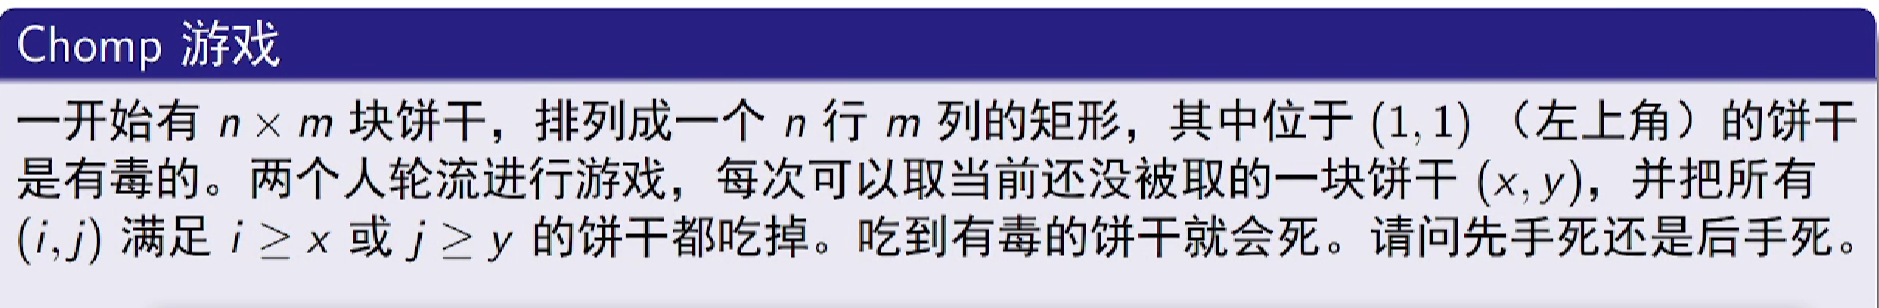 Chomp 游戏
一开始有 n × m 块饼干，排列成一个 n 行 m 列的矩形，其中位于 (1, 1) （左上角）的饼干
是有毒的。两个人轮流进行游戏，每次可以取当前还没被取的一块饼干 (x, y)，并把所有
(i, j) 满足 i ≥ x 或 j ≥ y 的饼干都吃掉。吃到有毒的饼干就会死。请问先手死还是后手死。